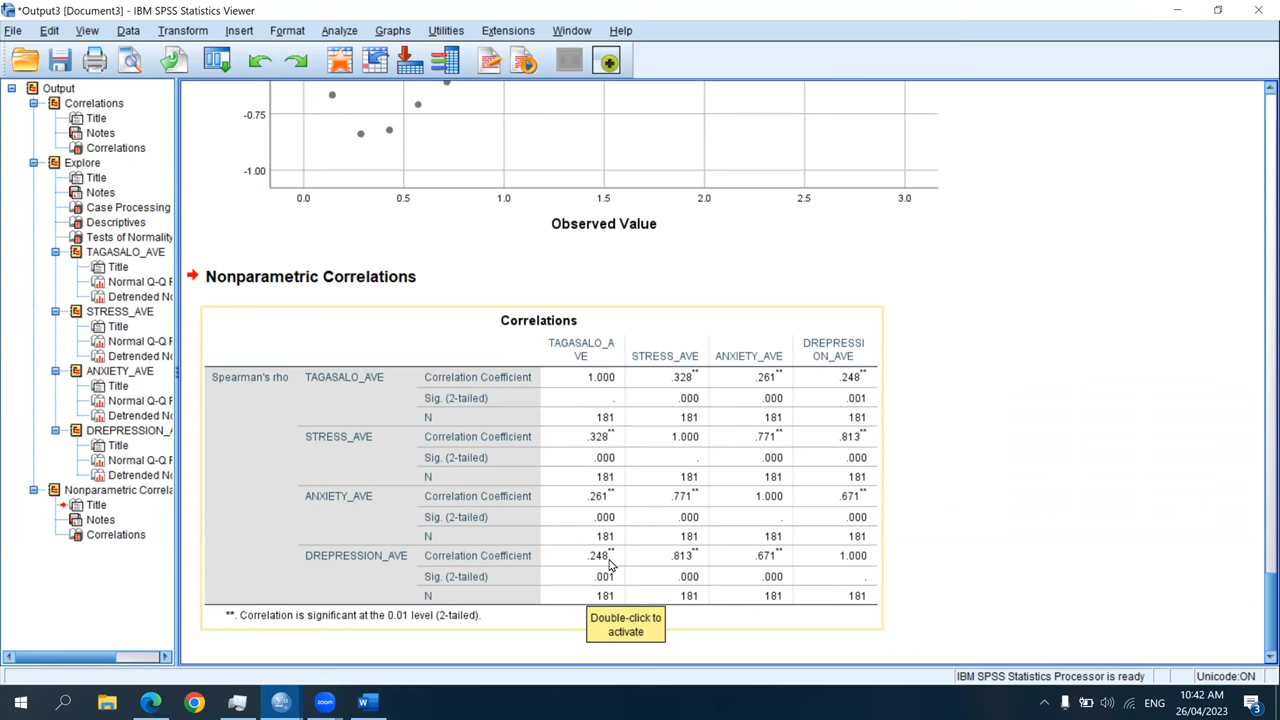 *Output3 [Document3] - IBM SPSS Statistics Viewer
File Edit View Data Transform Insert Format Analyze Graphs Utilities Extensions Window Help
Output
Correlations
Title
Notes
Correlations
Explore
Title
Notes
Case Processing
Descriptives
Tests of Normality
TAGASALO_AVE
Title
Normal Q-Q P
Detrended No
STRESS_AVE
Title
Normal Q-Q P
Detrended No
ANXIETY_AVE
Title
Normal Q-Q P
Detrended No
DREPRESSION_A
Title
Normal Q-Q P
Detrended No
Nonparametric Correla
Title
Notes
Correlations
-0.75
-1.00
0.0 0.5 1.0 1.5 2.0 2.5 3.0
Observed Value
Nonparametric Correlations
Correlations
TAGASALO_A
VE STRESS_AVE ANXIETY_AVE DREPRESSI
ON_AVE
Spearman's rho TAGASALO_AVE Correlation Coefficient 1.000 .328** .261** .248**
Sig. (2-tailed) . .000 .000 .001
N 181 181 181 181
STRESS_AVE Correlation Coefficient .328** 1.000 .771** .813**
Sig. (2-tailed) .000 . .000 .000
N 181 181 181 181
ANXIETY_AVE Correlation Coefficient .261** .771** 1.000 .671**
Sig. (2-tailed) .000 .000 . .000
N 181 181 181 181
DREPRESSION_AVE Correlation Coefficient .248** .813** .671** 1.000
Sig. (2-tailed) .001 .000 .000 .
N 181 181 181 181
**. Correlation is significant at the 0.01 level (2-tailed).
Double-click to
activate
IBM SPSS Statistics Processor is ready Unicode:ON
zoom
W
ENG
10:42 AM
26/04/2023
3